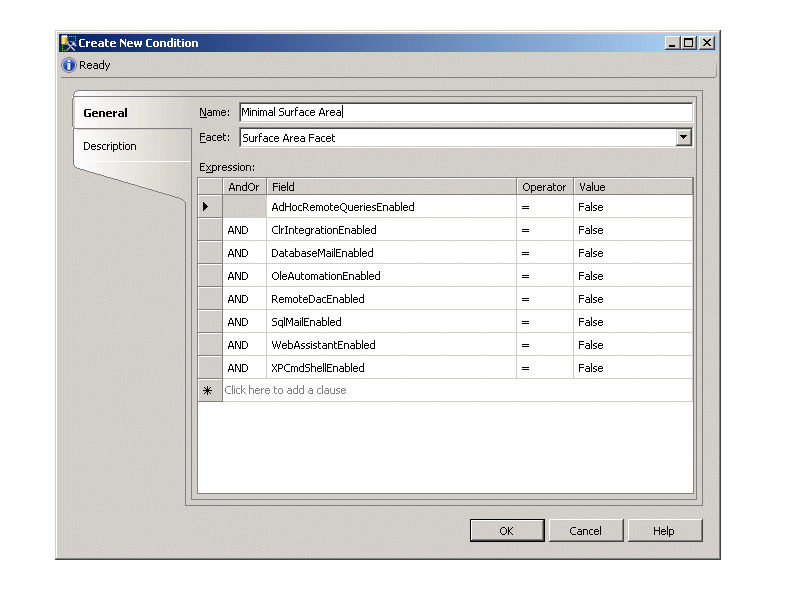 Create New Condition
Ready
General
Description
Name: Minimal Surface Area
Facet: Surface Area Facet
Expression:
AndOr Field Operator Value
AdHocRemoteQueriesEnabled = False
AND ClrIntegrationEnabled = False
AND DatabaseMailEnabled = False
AND OleAutomationEnabled = False
AND RemoteDacEnabled = False
AND SqlMailEnabled = False
AND WebAssistantEnabled = False
AND XPCmdShellEnabled = False
Click here to add a clause
OK Cancel Help